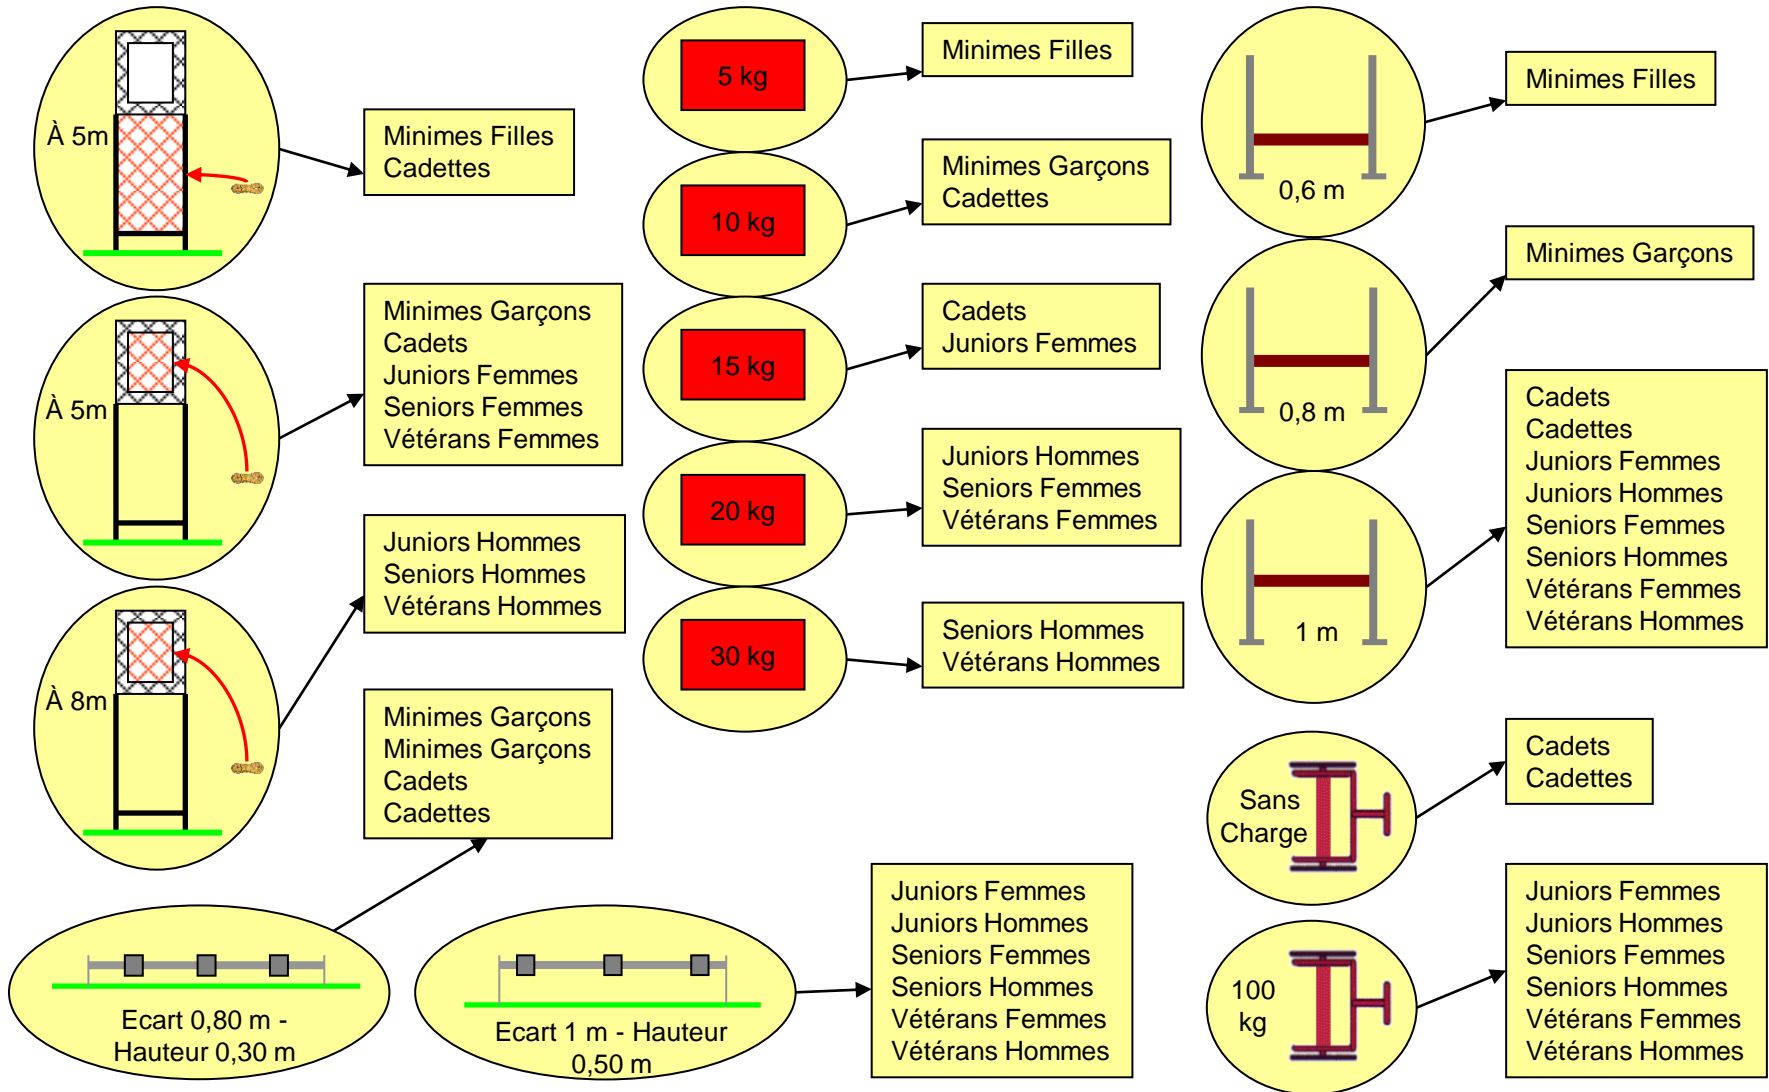 À 5m
Minimes Filles
Cadettes
À 5m
Minimes Garçons
Cadets
Juniors Femmes
Seniors Femmes
Vétérans Femmes
À 8m
Juniors Hommes
Seniors Hommes
Vétérans Hommes
Minimes Garçons
Minimes Garçons
Cadets
Cadettes
Ecart 0,80 m -
Hauteur 0,30 m
Ecart 1 m - Hauteur
0,50 m
Juniors Femmes
Juniors Hommes
Seniors Femmes
Seniors Hommes
Vétérans Femmes
Vétérans Hommes
5 kg
Minimes Filles
10 kg
Minimes Garçons
Cadettes
15 kg
Cadets
Juniors Femmes
20 kg
Juniors Hommes
Seniors Femmes
Vétérans Femmes
30 kg
Seniors Hommes
Vétérans Hommes
0,6 m
Minimes Filles
0,8 m
Minimes Garçons
1 m
Cadets
Cadettes
Juniors Femmes
Juniors Hommes
Seniors Femmes
Seniors Hommes
Vétérans Femmes
Vétérans Hommes
Sans
Charge
Cadets
Cadettes
100
kg
Juniors Femmes
Juniors Hommes
Seniors Femmes
Seniors Hommes
Vétérans Femmes
Vétérans Hommes